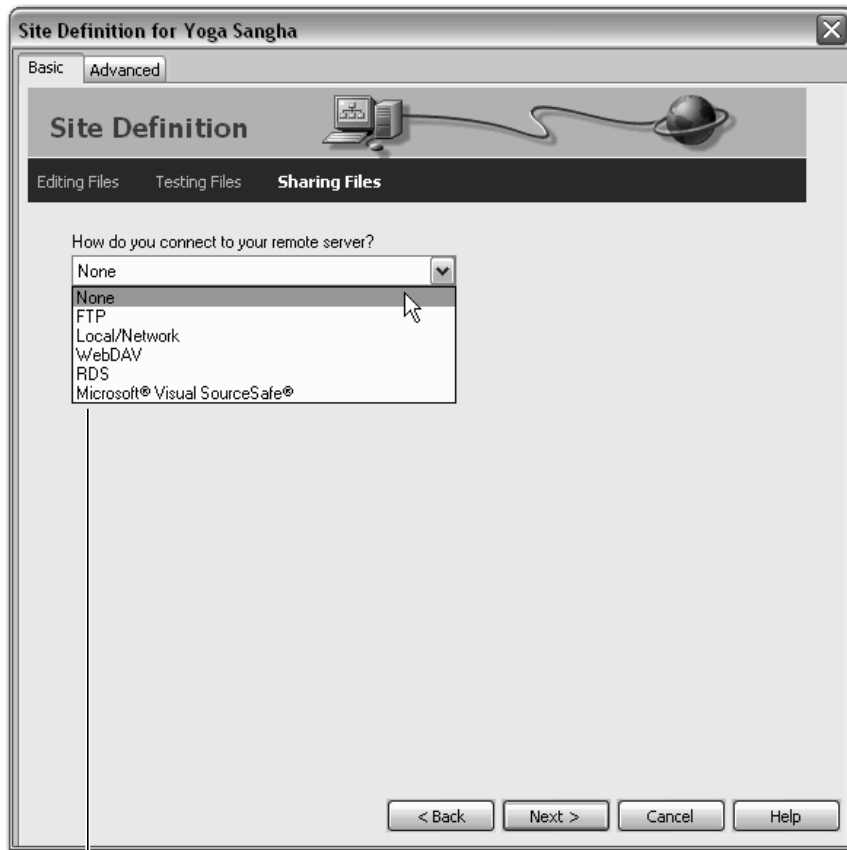 Site Definition for Yoga Sangha
Basic Advanced
Site Definition
Editing Files Testing Files Sharing Files
How do you connect to your remote server?
None
None
FTP
Local/Network
WebDAV
RDS
Microsoft® Visual SourceSafe®
< Back Next > Cancel Help